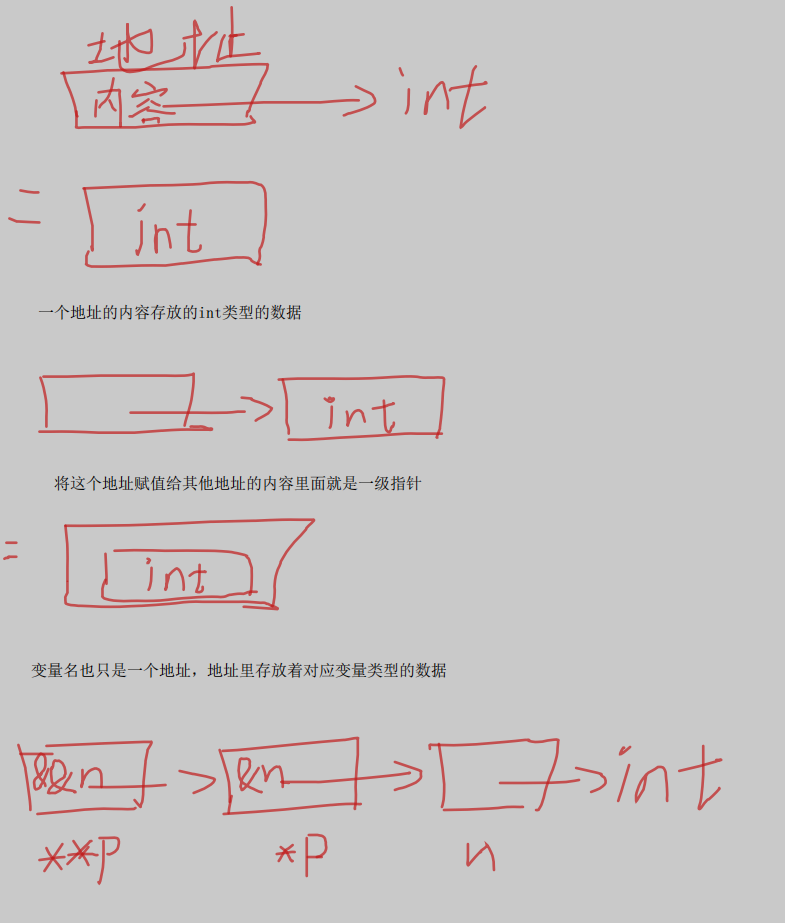 地址
内容 int
= int
一个地址的内容存放的int类型的数据
int
将这个地址赋值给其他地址的内容里面就是一级指针
= int
变量名也只是一个地址，地址里存放着对应变量类型的数据
&&n &n int
**P *P n